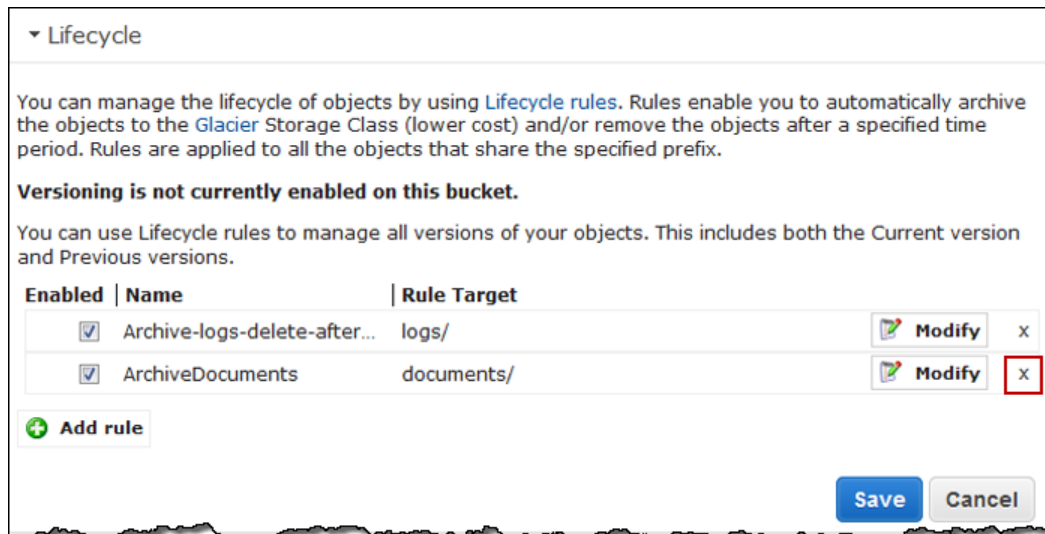 Lifecycle
You can manage the lifecycle of objects by using Lifecycle rules. Rules enable you to automatically archive
the objects to the Glacier Storage Class (lower cost) and/or remove the objects after a specified time
period. Rules are applied to all the objects that share the specified prefix.
Versioning is not currently enabled on this bucket.
You can use Lifecycle rules to manage all versions of your objects. This includes both the Current version
and Previous versions.
Enabled Name Rule Target
Archive-logs-delete-after... logs/ Modify x
ArchiveDocuments documents/ Modify x
Add rule
Save Cancel